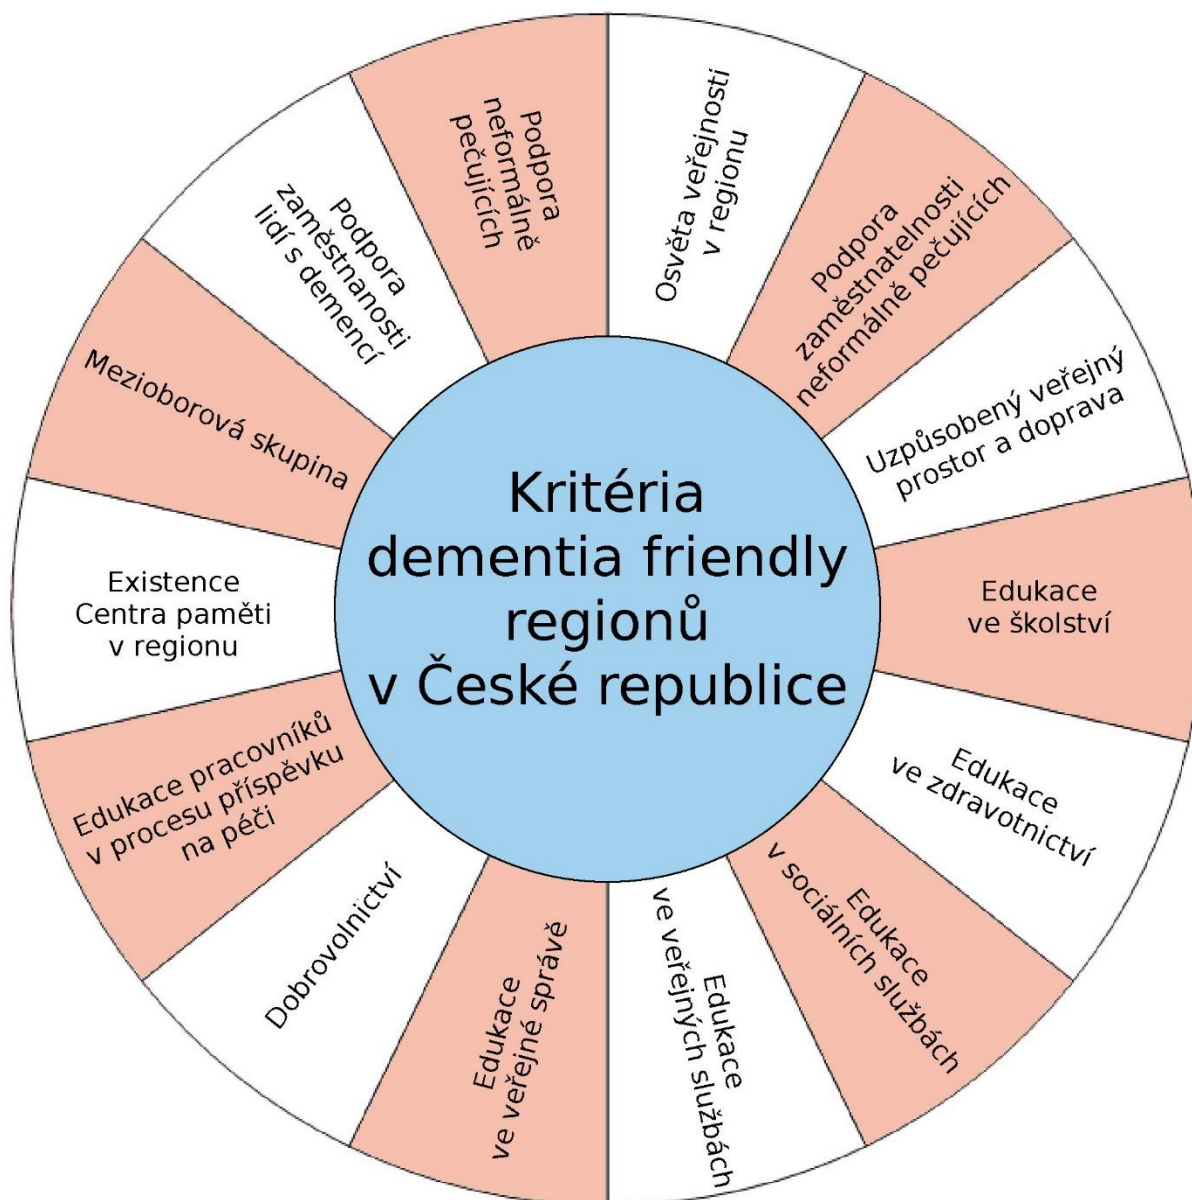 Kritéria
dementia friendly
regionů
v České republice
Osvěta veřejnosti
v regionu
Podpora
zaměstnatelnosti
neformálně pečujících
Uzpůsobený veřejný
prostor a doprava
Edukace
ve školství
Edukace
ve zdravotnictví
Edukace
v sociálních službách
Edukace
ve veřejných službách
Edukace
ve veřejné správě
Dobrovolnictví
Edukace pracovníků
v procesu příspěvku
na péči
Existence
Centra paměti
v regionu
Mezioborová skupina
Podpora
zaměstnanosti
lidí s demencí
Podpora
neformálně
pečujících